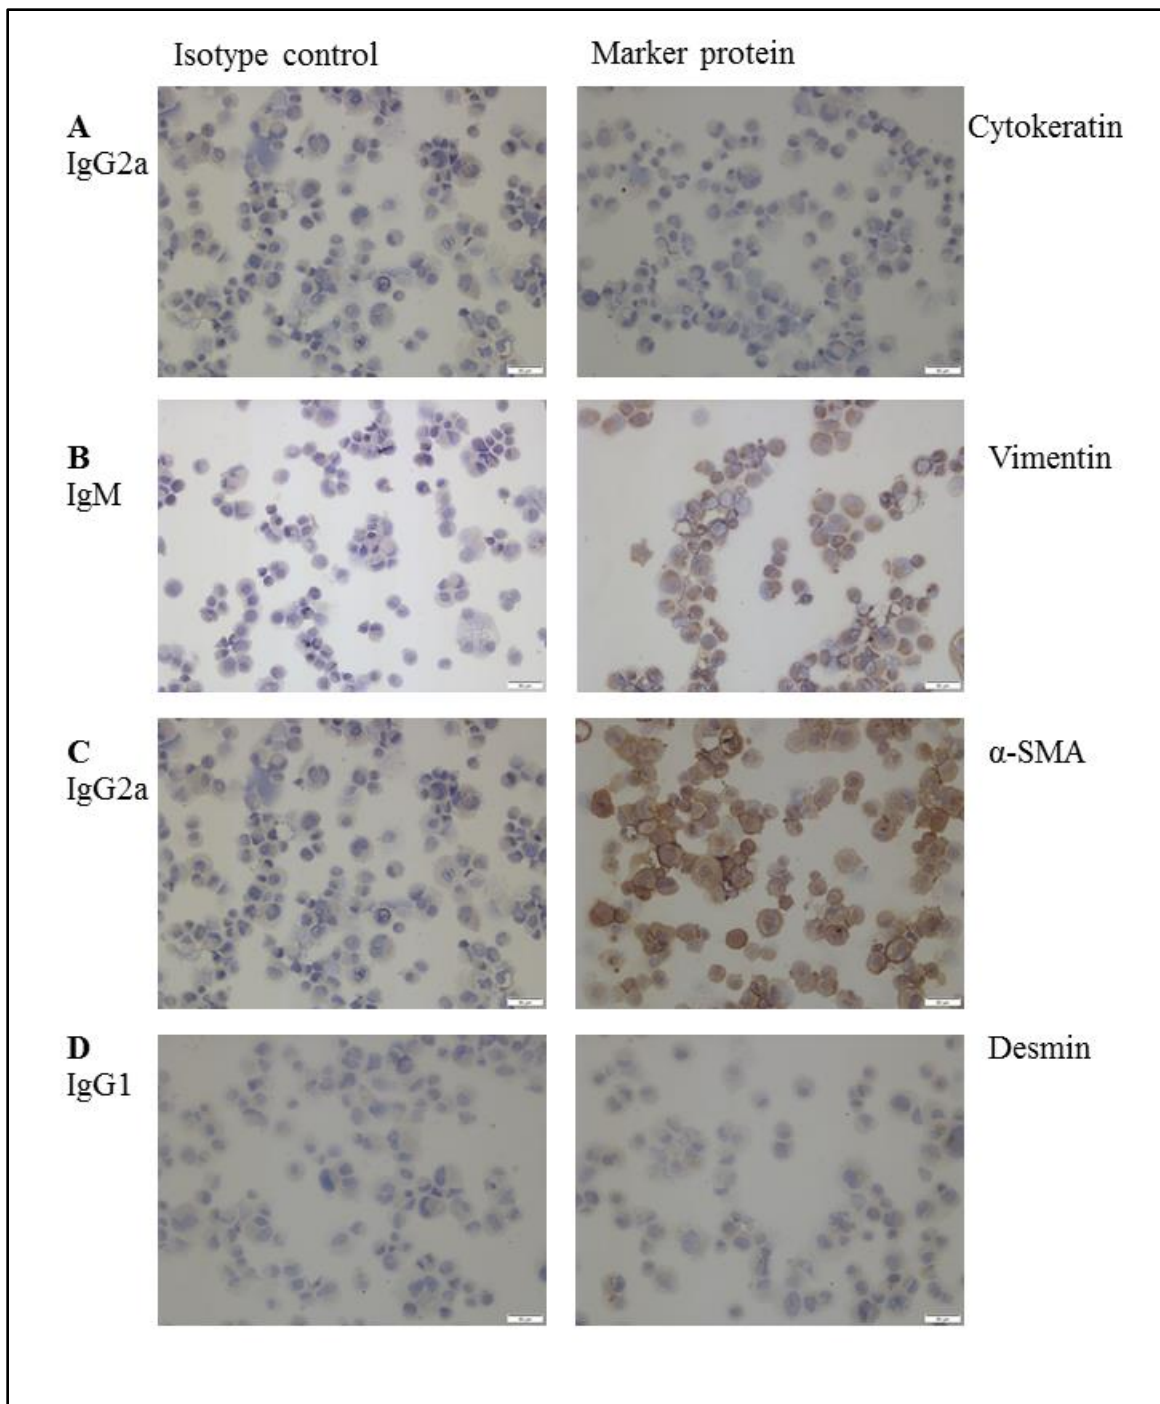 Isotype control
Marker protein
A
IgG2a
Cytokeratin
B
IgM
Vimentin
C
IgG2a
α-SMA
D
IgG1
Desmin